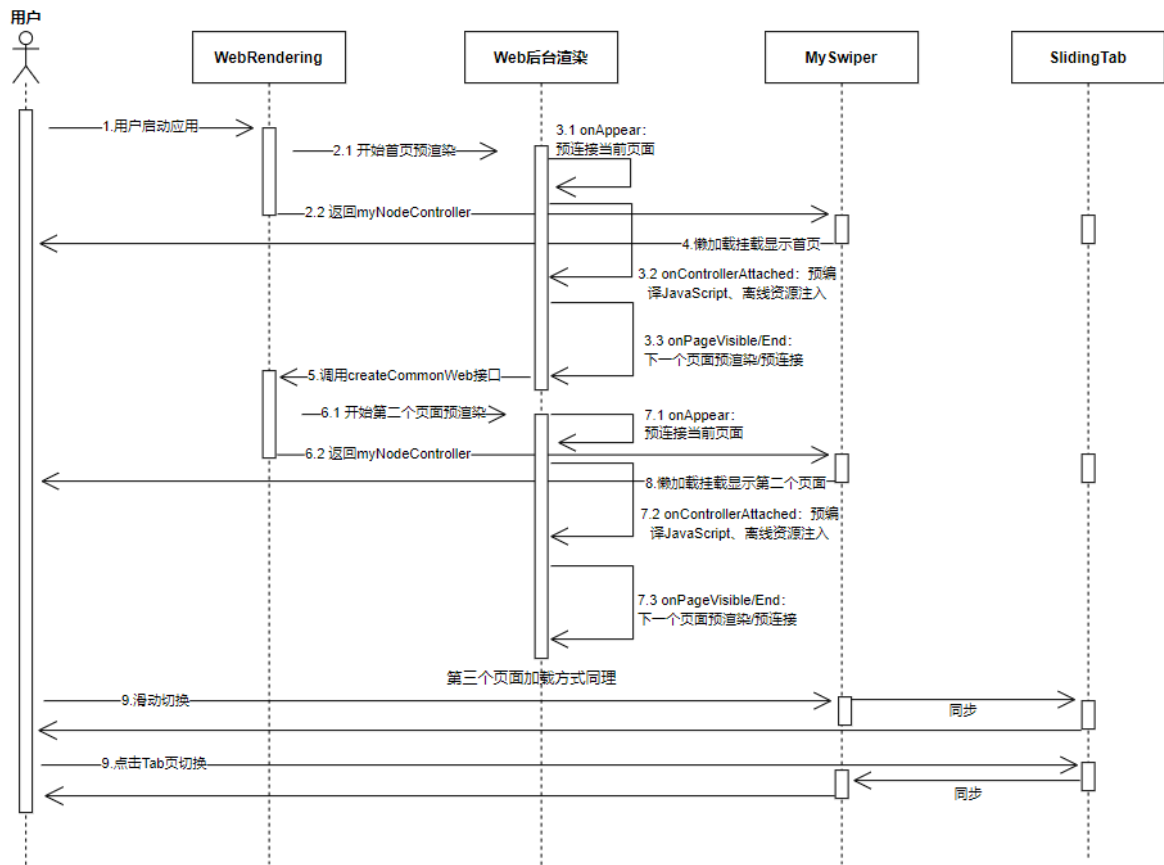 用户
WebRendering
Web后台渲染
MySwiper
SlidingTab
1.用户启动应用
3.1 onAppear：
预连接当前页面
2.1 开始首页预渲染
2.2 返回myNodeController
4.懒加载挂载显示首页
3.2 onControllerAttached：预编
译JavaScript、离线资源注入
3.3 onPageVisible/End：
下一个页面预渲染/预连接
5.调用createCommonWeb接口
6.1 开始第二个页面预渲染
7.1 onAppear：
预连接当前页面
6.2 返回myNodeController
8.懒加载挂载显示第二个页面
7.2 onControllerAttached：预编
译JavaScript、离线资源注入
7.3 onPageVisible/End：
下一个页面预渲染/预连接
第三个页面加载方式同理
9.滑动切换
同步
9.点击Tab页切换
同步